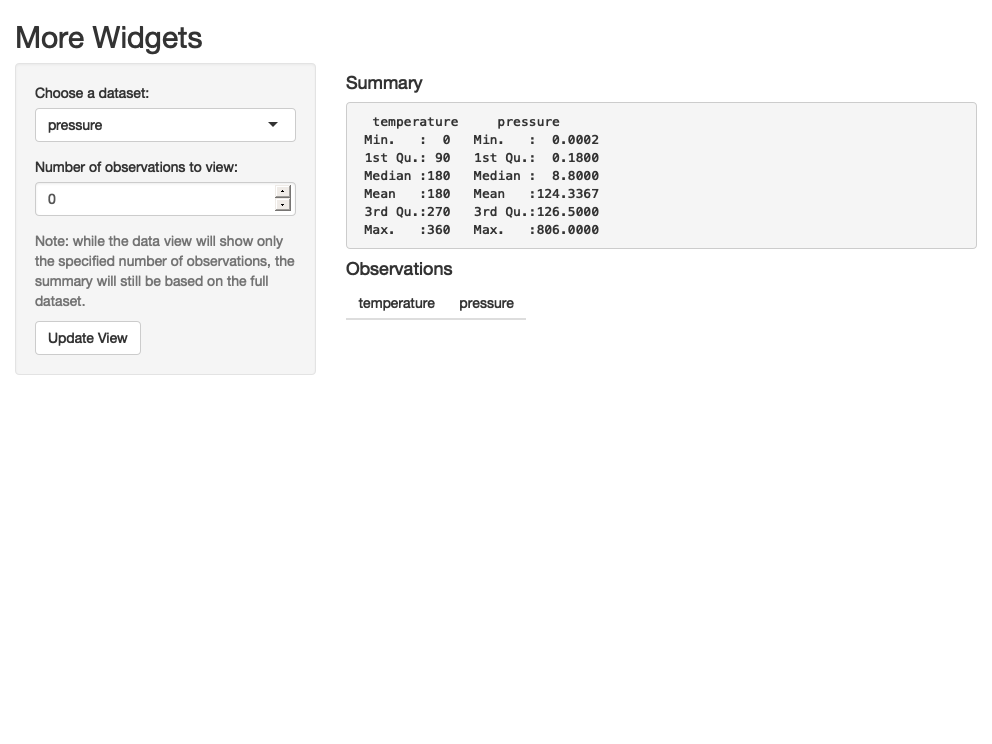 More Widgets
Choose a dataset:
pressure
Number of observations to view:
0
Note: while the data view will show only
the specified number of observations, the
summary will still be based on the full
dataset.
Update View
Summary
  temperature     pressure
 Min.   :  0   Min.   :  0.0002
 1st Qu.: 90   1st Qu.:  0.1800
 Median :180   Median :  8.8000
 Mean   :180   Mean   :124.3367
 3rd Qu.:270   3rd Qu.:126.5000
 Max.   :360   Max.   :806.0000
Observations
temperature pressure